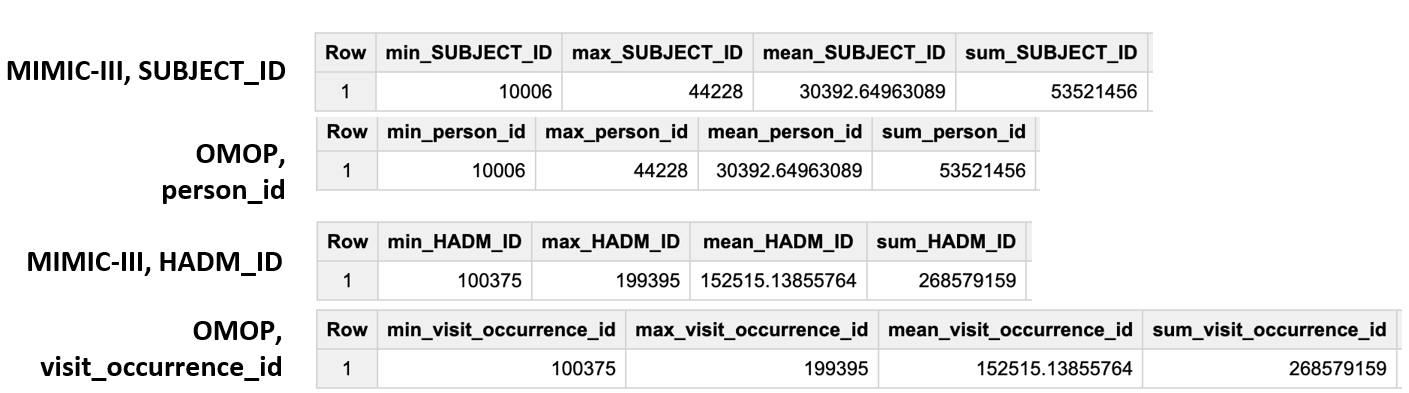 MIMIC-III, SUBJECT_ID
Row min_SUBJECT_ID max_SUBJECT_ID mean_SUBJECT_ID sum_SUBJECT_ID
1 10006 44228 30392.64963089 53521456
OMOP,
person_id
Row min_person_id max_person_id mean_person_id sum_person_id
1 10006 44228 30392.64963089 53521456
MIMIC-III, HADM_ID
Row min_HADM_ID max_HADM_ID mean_HADM_ID sum_HADM_ID
1 100375 199395 152515.13855764 268579159
OMOP,
visit_occurrence_id
Row min_visit_occurrence_id max_visit_occurrence_id mean_visit_occurrence_id sum_visit_occurrence_id
1 100375 199395 152515.13855764 268579159